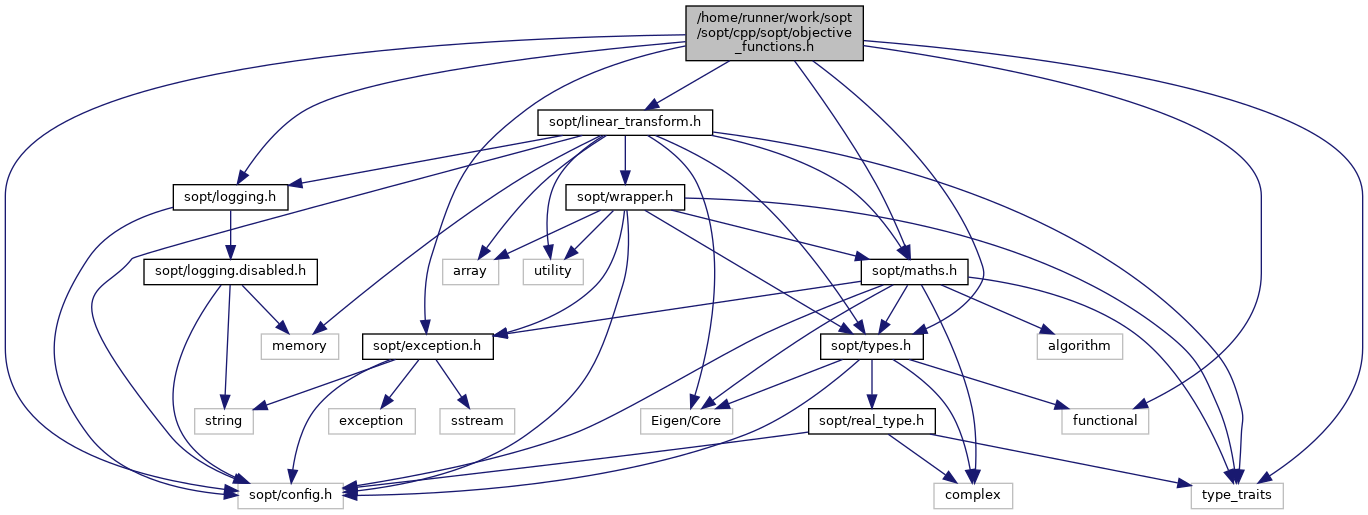 /home/runner/work/sopt
/sopt/cpp/sopt/objective
_functions.h
sopt/linear_transform.h
sopt/logging.h
sopt/wrapper.h
sopt/logging.disabled.h
array
utility
sopt/maths.h
memory
sopt/exception.h
sopt/types.h
algorithm
string
exception
sstream
Eigen/Core
sopt/real_type.h
functional
sopt/config.h
complex
type_traits